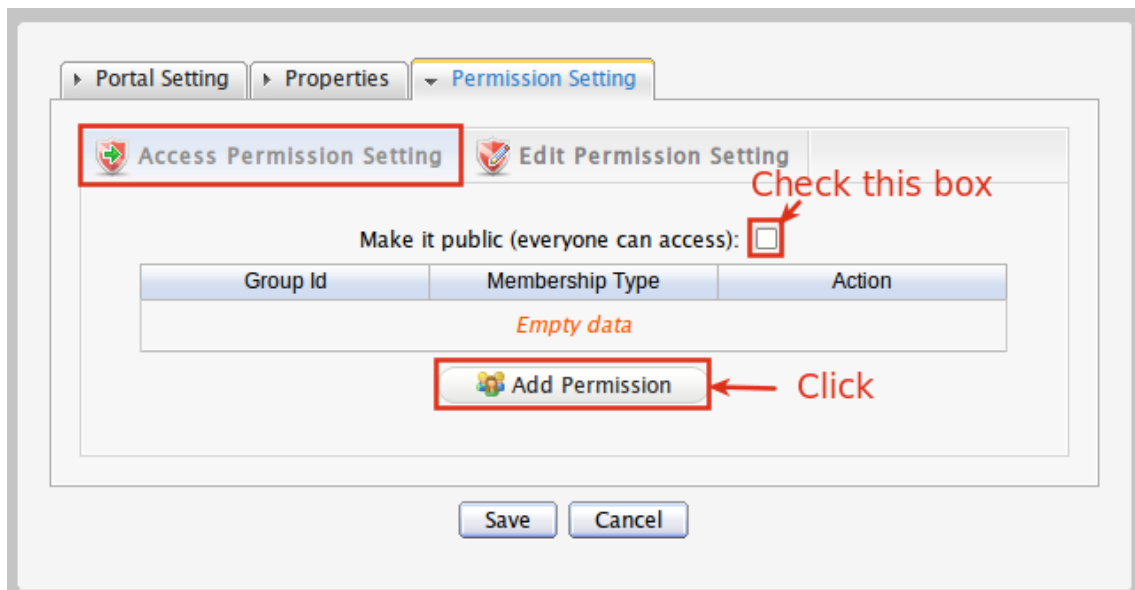 Portal Setting Properties Permission Setting
Access Permission Setting Edit Permission Setting
Check this box
Make it public (everyone can access):
Group Id Membership Type Action
Empty data
Add Permission Click
Save Cancel